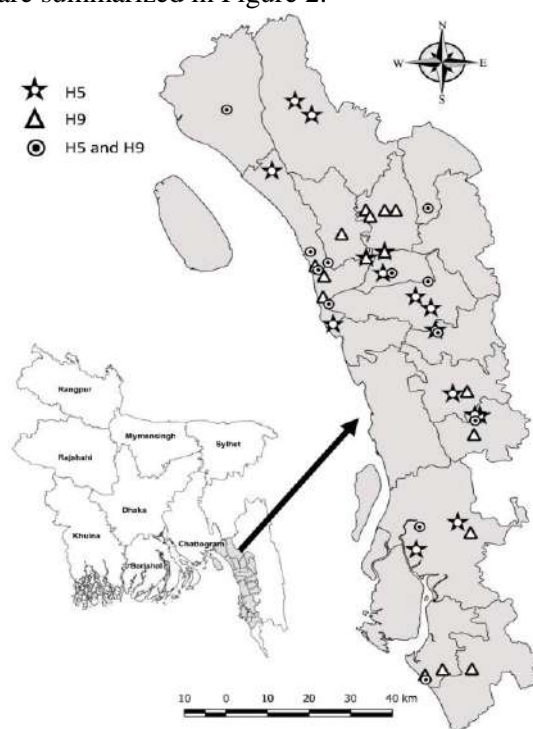 are summarized in Figure 2.
N
W E
S
H5
H9
H5 and H9
Rangpur
Mymensingh
Sylhet
Rajshahi
Dhaka
Khulna
Chattogram
Barishal
10 0 10 20 30 40 km